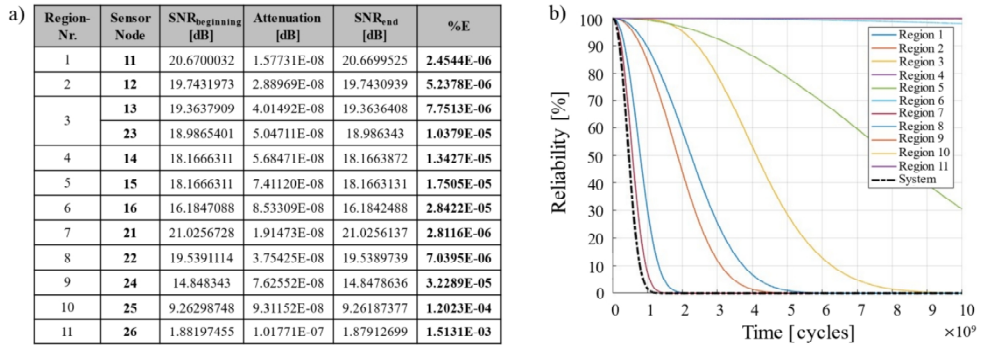 a)
Region-Nr. Sensor Node SNRbeginning [dB] Attenuation [dB] SNRend [dB] %E
1 11 20.6700032 1.57731E-08 20.6699525 2.4544E-06
2 12 19.7431973 2.88969E-08 19.7430939 5.2378E-06
3 13 19.3637909 4.01492E-08 19.3636408 7.7513E-06
23 18.9865401 5.04711E-08 18.986343 1.0379E-05
4 14 18.1666311 5.68471E-08 18.1663872 1.3427E-05
5 15 18.1666311 7.41120E-08 18.1663131 1.7505E-05
6 16 16.1847088 8.53309E-08 16.1842488 2.8422E-05
7 21 21.0256728 1.91473E-08 21.0256137 2.8116E-06
8 22 19.5391114 3.75425E-08 19.5389739 7.0395E-06
9 24 14.848343 7.62552E-08 14.8478636 3.2289E-05
10 25 9.26298748 9.31152E-08 9.26187377 1.2023E-04
11 26 1.88197455 1.01771E-07 1.87912699 1.5131E-03
b)
Reliability [%]
100
90
80
70
60
50
40
30
20
10
0
Region 1
Region 2
Region 3
Region 4
Region 5
Region 6
Region 7
Region 8
Region 9
Region 10
Region 11
System
0 1 2 3 4 5 6 7 8 9 10
Time [cycles] ×10⁹